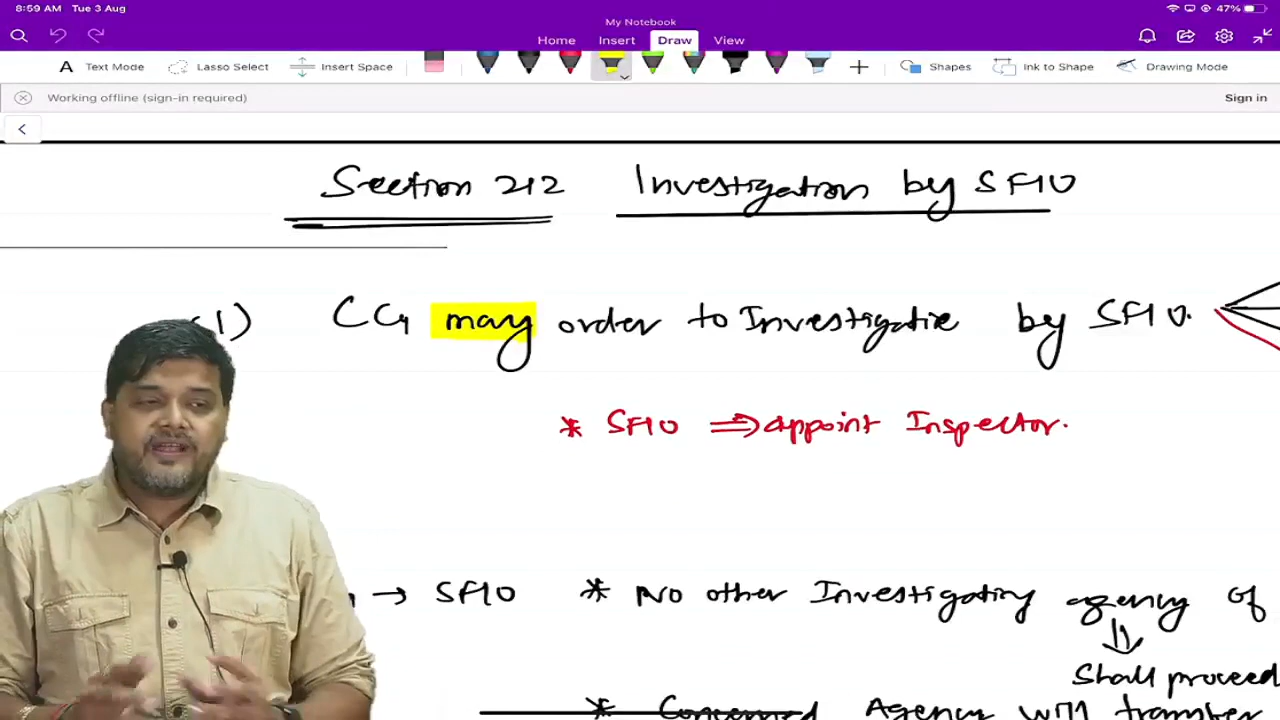 8:59 AM Tue 3 Aug
47%
My Notebook
Home Insert Draw View
Text Mode Lasso Select Insert Space Shapes Ink to Shape Drawing Mode
Working offline (sign-in required) Sign in
Section 212 Investigation by SFIO
(1) CG may order to Investigatie by SFIO.
* SFIO ⇒ appoint Inspector.
→ SFIO * No other Investigating agency of
⇓
Shall proceed
* Concerned Agency will transfer